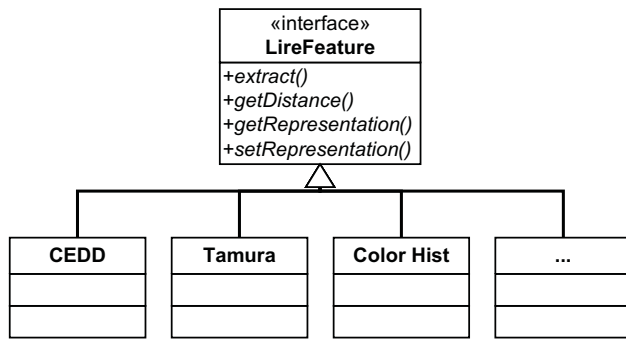 «interface»
LireFeature
+extract()
+getDistance()
+getRepresentation()
+setRepresentation()
CEDD
Tamura
Color Hist
...